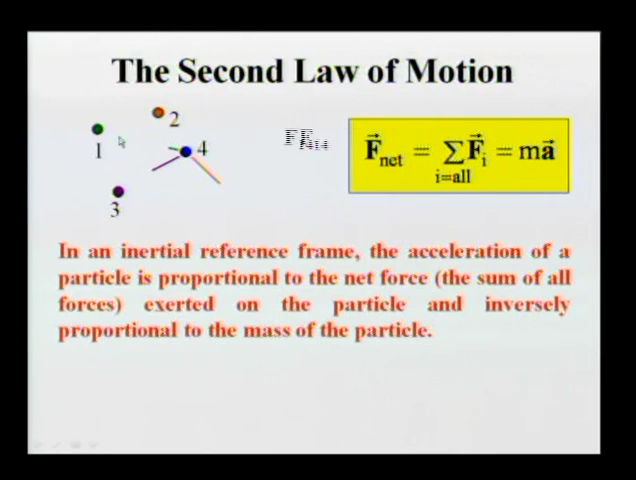 The Second Law of Motion
1
2
3
4
F⃗net = ΣF⃗i = ma⃗
i=all
In an inertial reference frame, the acceleration of a
particle is proportional to the net force (the sum of all
forces) exerted on the particle and inversely
proportional to the mass of the particle.